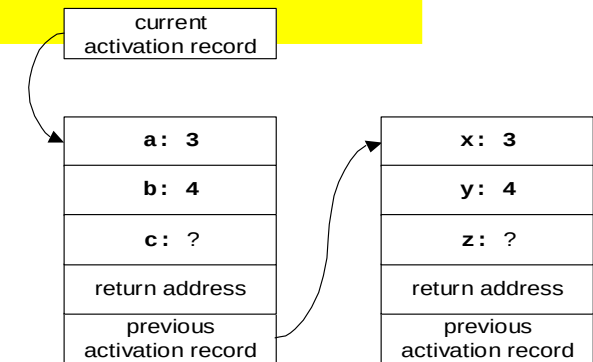 current
activation record
a: 3
b: 4
c: ?
return address
previous
activation record
x: 3
y: 4
z: ?
return address
previous
activation record